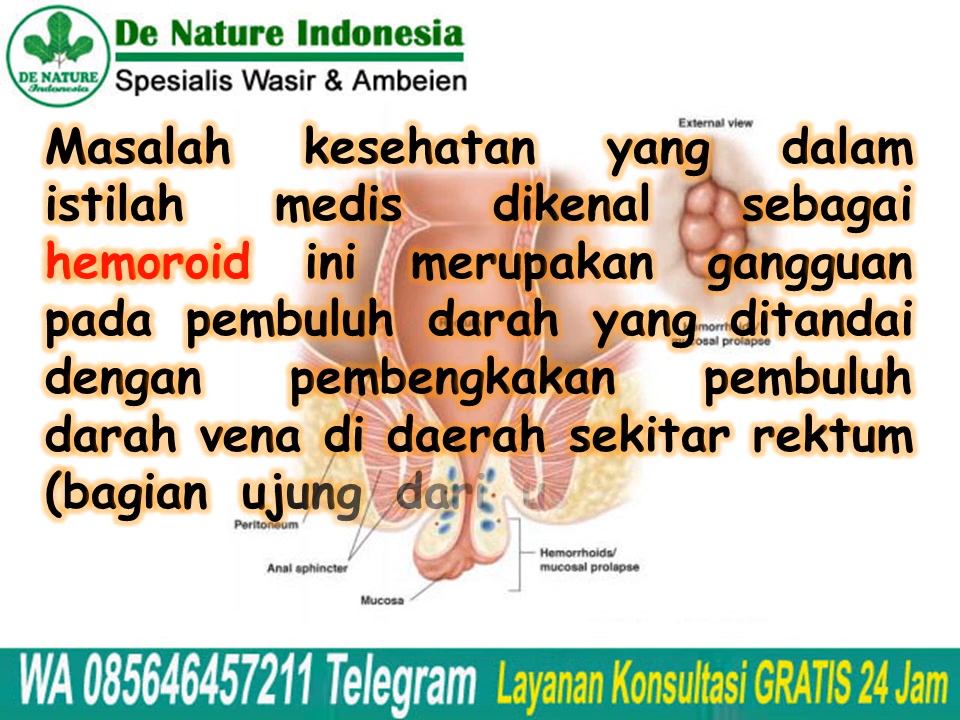 De Nature Indonesia
DE NATURE
Indonesia
Spesialis Wasir & Ambeien
External view
Masalah kesehatan yang dalam
istilah medis dikenal sebagai
hemoroid ini merupakan gangguan
pada pembuluh darah yang ditandai
mucosal prolapse
dengan pembengkakan pembuluh
darah vena di daerah sekitar rektum
(bagian ujung dari
Peritoneum
Anal sphincter
Hemorrhoids/
mucosal prolapse
Mucosa
WA 085646457211 Telegram Layanan Konsultasi GRATIS 24 Jam